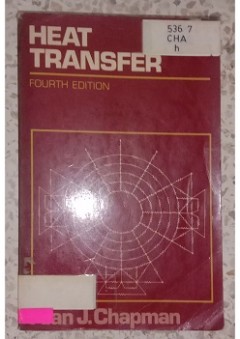 HEAT
TRANSFER
536 7
CHA
h
FOURTH EDITION
J. Chapman